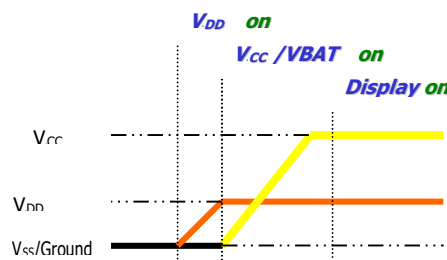 VDD on
VCC /VBAT on
Display on
VCC
VDD
VSS/Ground